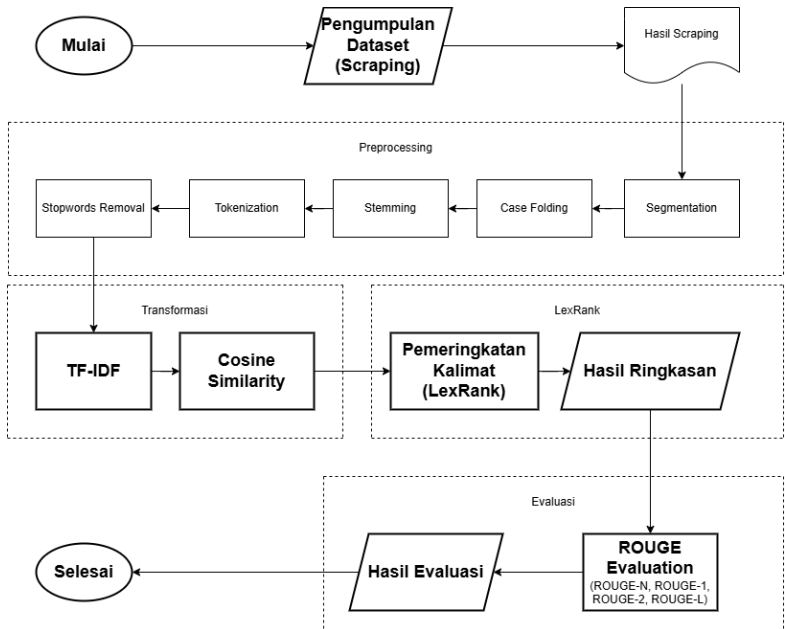 Mulai
Pengumpulan
Dataset
(Scraping)
Hasil Scraping
Preprocessing
Stopwords Removal
Tokenization
Stemming
Case Folding
Segmentation
Transformasi
TF-IDF
Cosine
Similarity
LexRank
Pemeringkatan
Kalimat
(LexRank)
Hasil Ringkasan
Evaluasi
Selesai
Hasil Evaluasi
ROUGE
Evaluation
(ROUGE-N, ROUGE-1,
ROUGE-2, ROUGE-L)